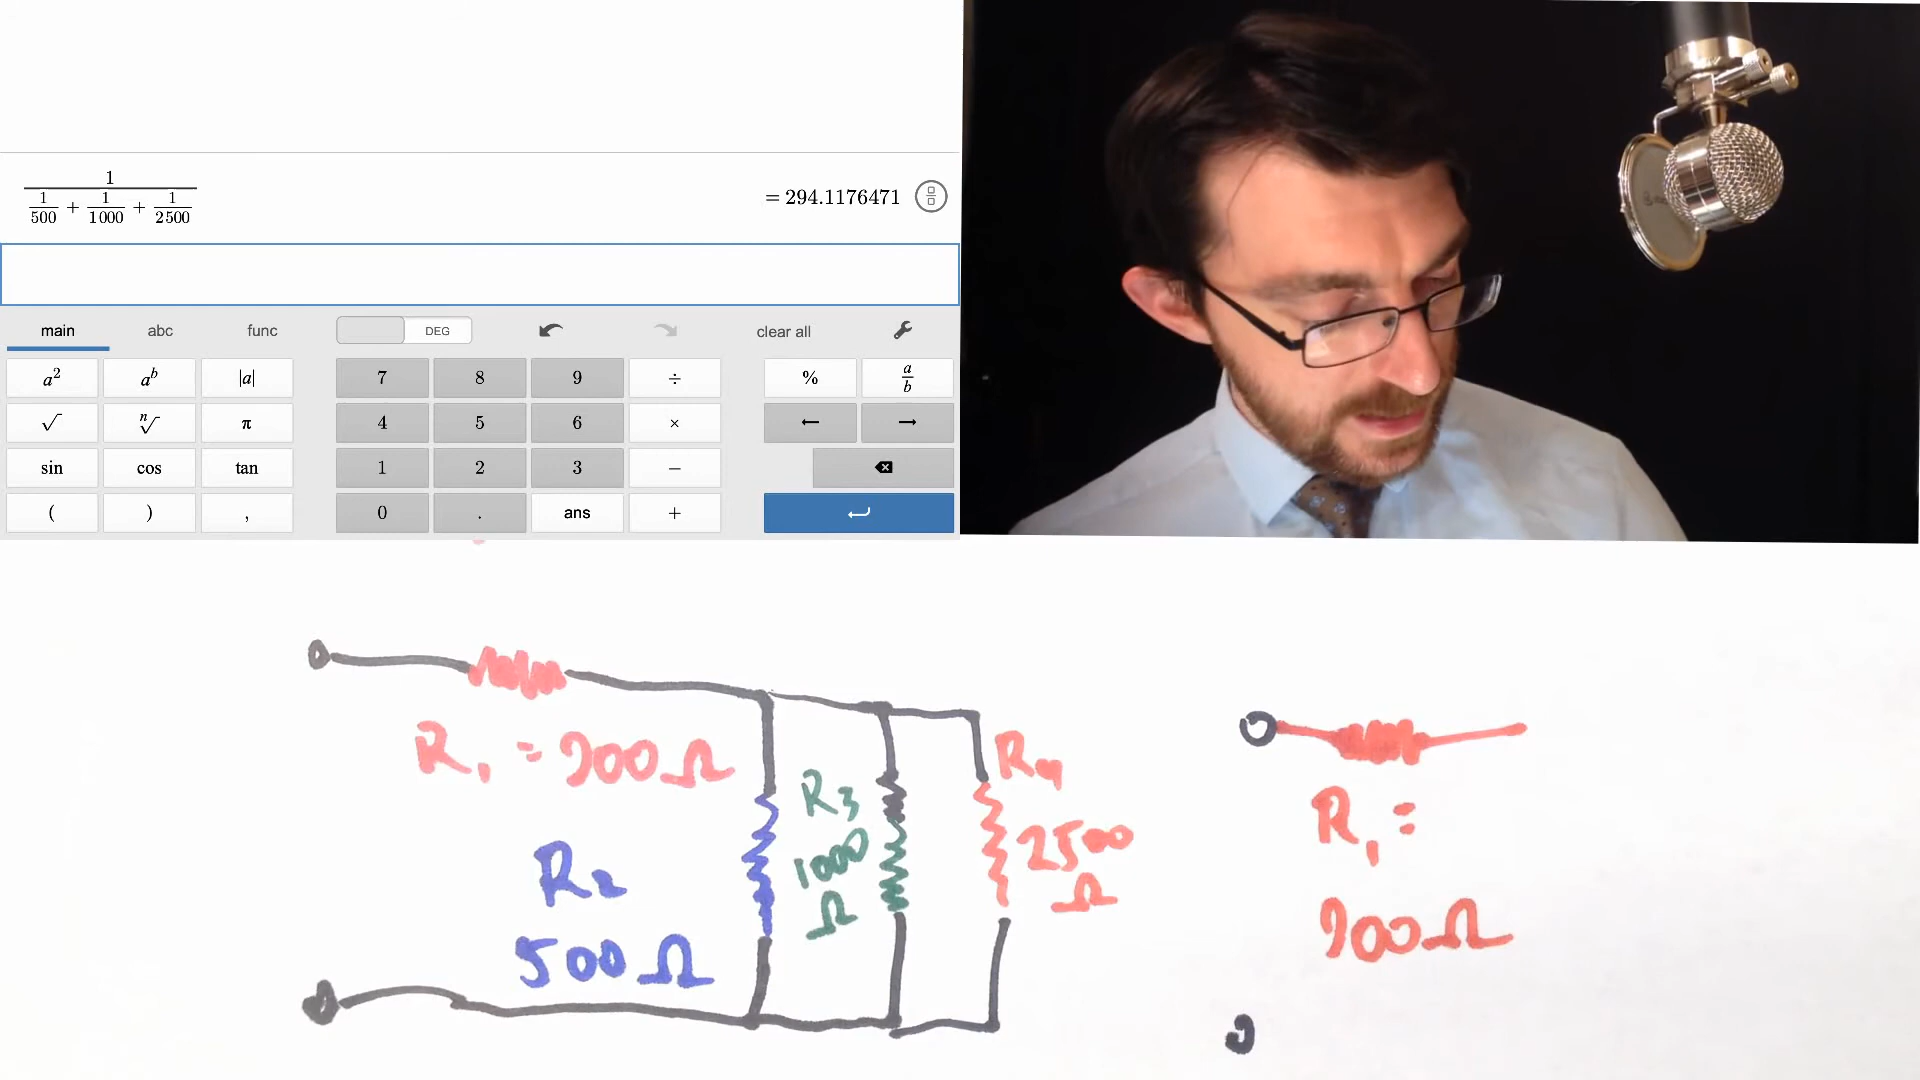 1
1/500 + 1/1000 + 1/2500
= 294.1176471
main abc func DEG clear all
a² aᵇ |a| 7 8 9 ÷ % a/b
√ ⁿ√ π 4 5 6 × ← →
sin cos tan 1 2 3 −
( ) , 0 . ans +
R₁ = 900Ω
R₂
500 Ω
R₃
1000
Ω
R₄
2500
Ω
R₁ =
900Ω